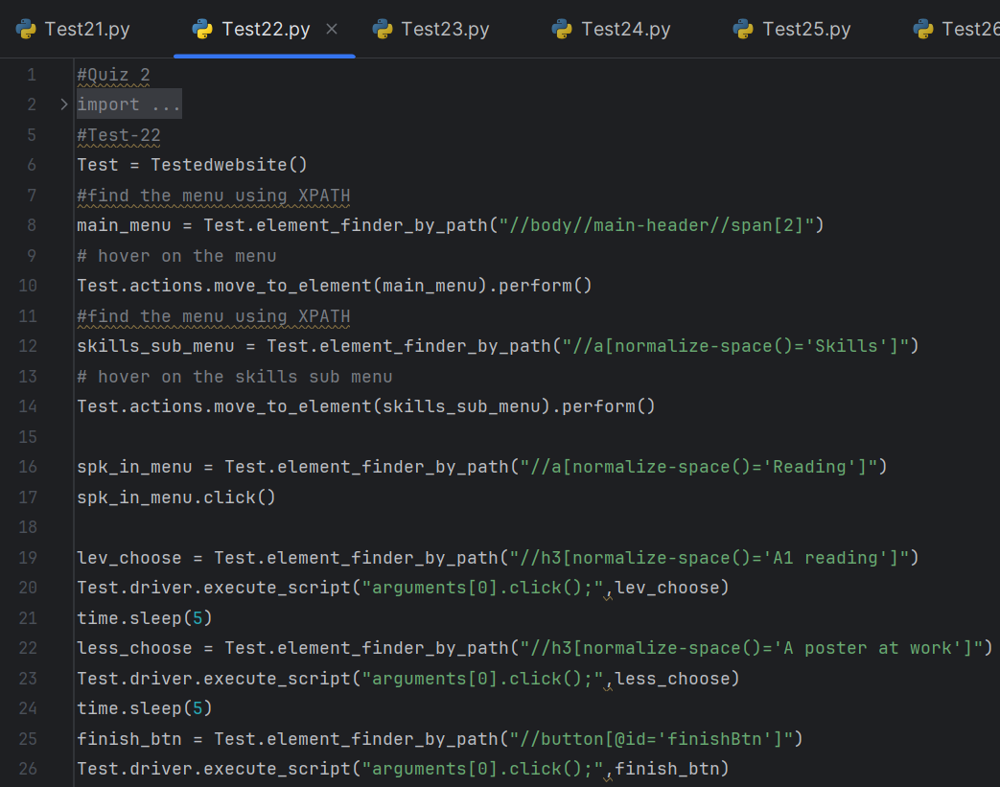 Test21.py Test22.py Test23.py Test24.py Test25.py Test26
1 #Quiz 2
2 import ...
5 #Test-22
6 Test = Testedwebsite()
7 #find the menu using XPATH
8 main_menu = Test.element_finder_by_path("//body//main-header//span[2]")
9 # hover on the menu
10 Test.actions.move_to_element(main_menu).perform()
11 #find the menu using XPATH
12 skills_sub_menu = Test.element_finder_by_path("//a[normalize-space()='Skills']")
13 # hover on the skills sub menu
14 Test.actions.move_to_element(skills_sub_menu).perform()
15
16 spk_in_menu = Test.element_finder_by_path("//a[normalize-space()='Reading']")
17 spk_in_menu.click()
18
19 lev_choose = Test.element_finder_by_path("//h3[normalize-space()='A1 reading']")
20 Test.driver.execute_script("arguments[0].click();",lev_choose)
21 time.sleep(5)
22 less_choose = Test.element_finder_by_path("//h3[normalize-space()='A poster at work']")
23 Test.driver.execute_script("arguments[0].click();",less_choose)
24 time.sleep(5)
25 finish_btn = Test.element_finder_by_path("//button[@id='finishBtn']")
26 Test.driver.execute_script("arguments[0].click();",finish_btn)